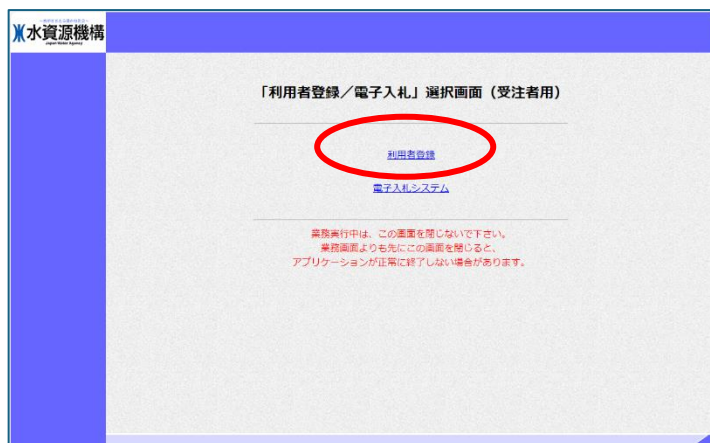 水資源機構
Japan Water Agency
「利用者登録／電子入札」選択画面（受注者用）
利用者登録
電子入札システム
業務実行中は、この画面を閉じないで下さい。
業務画面よりも先にこの画面を閉じると、
アプリケーションが正常に終了しない場合があります。